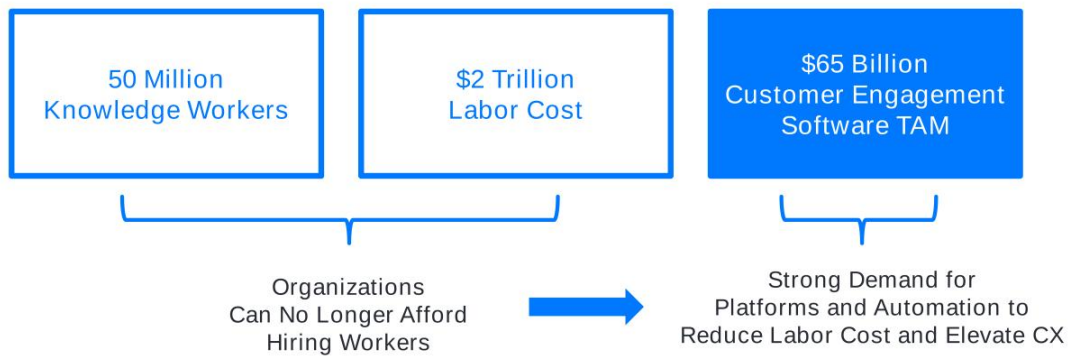 50 Million
Knowledge Workers
$2 Trillion
Labor Cost
$65 Billion
Customer Engagement
Software TAM
Organizations
Can No Longer Afford
Hiring Workers
Strong Demand for
Platforms and Automation to
Reduce Labor Cost and Elevate CX